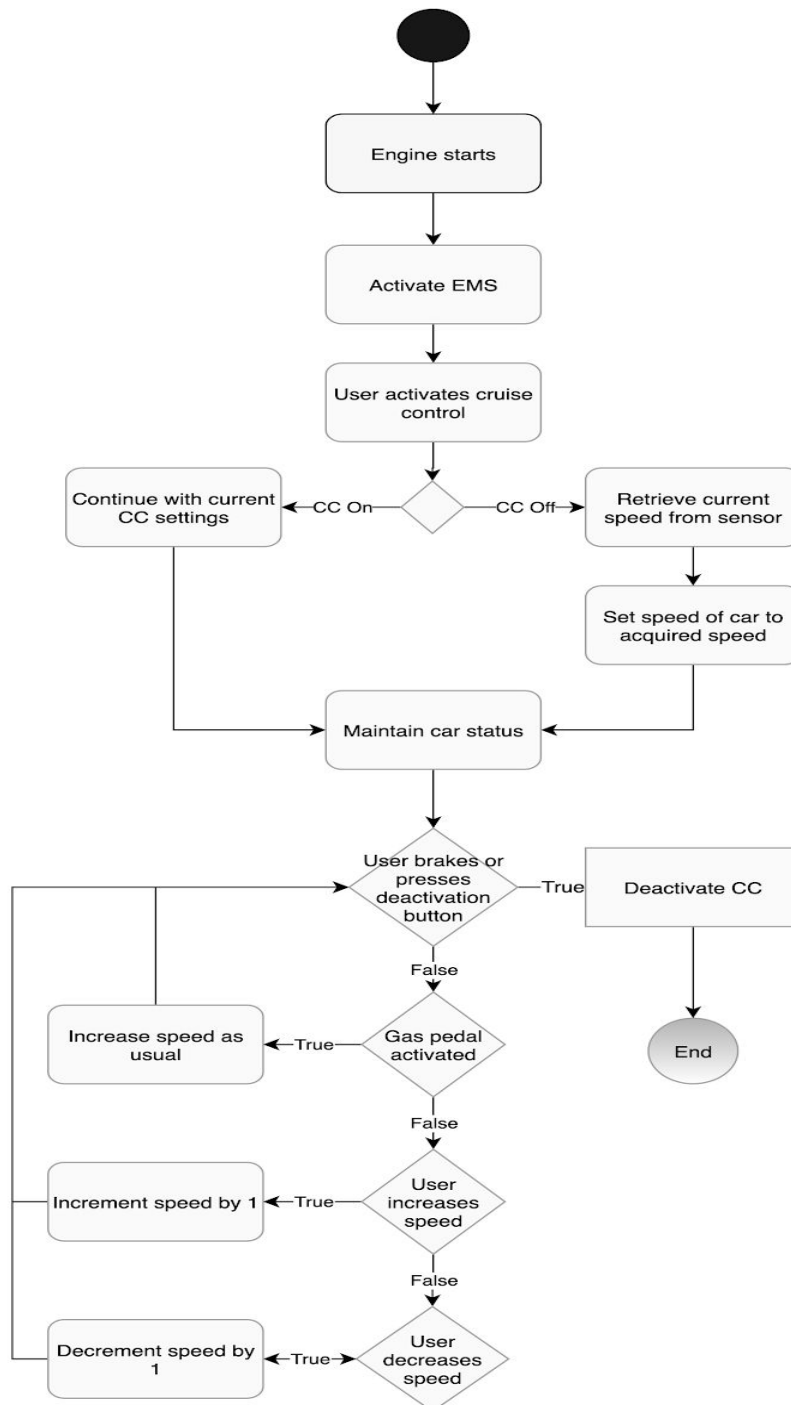 Engine starts
Activate EMS
User activates cruise
control
Continue with current
CC settings
CC On
CC Off
Retrieve current
speed from sensor
Set speed of car to
acquired speed
Maintain car status
User brakes or
presses
deactivation
button
True
Deactivate CC
False
Increase speed as
usual
True
Gas pedal
activated
End
False
Increment speed by 1
True
User
increases
speed
False
Decrement speed by
1
True
User
decreases
speed